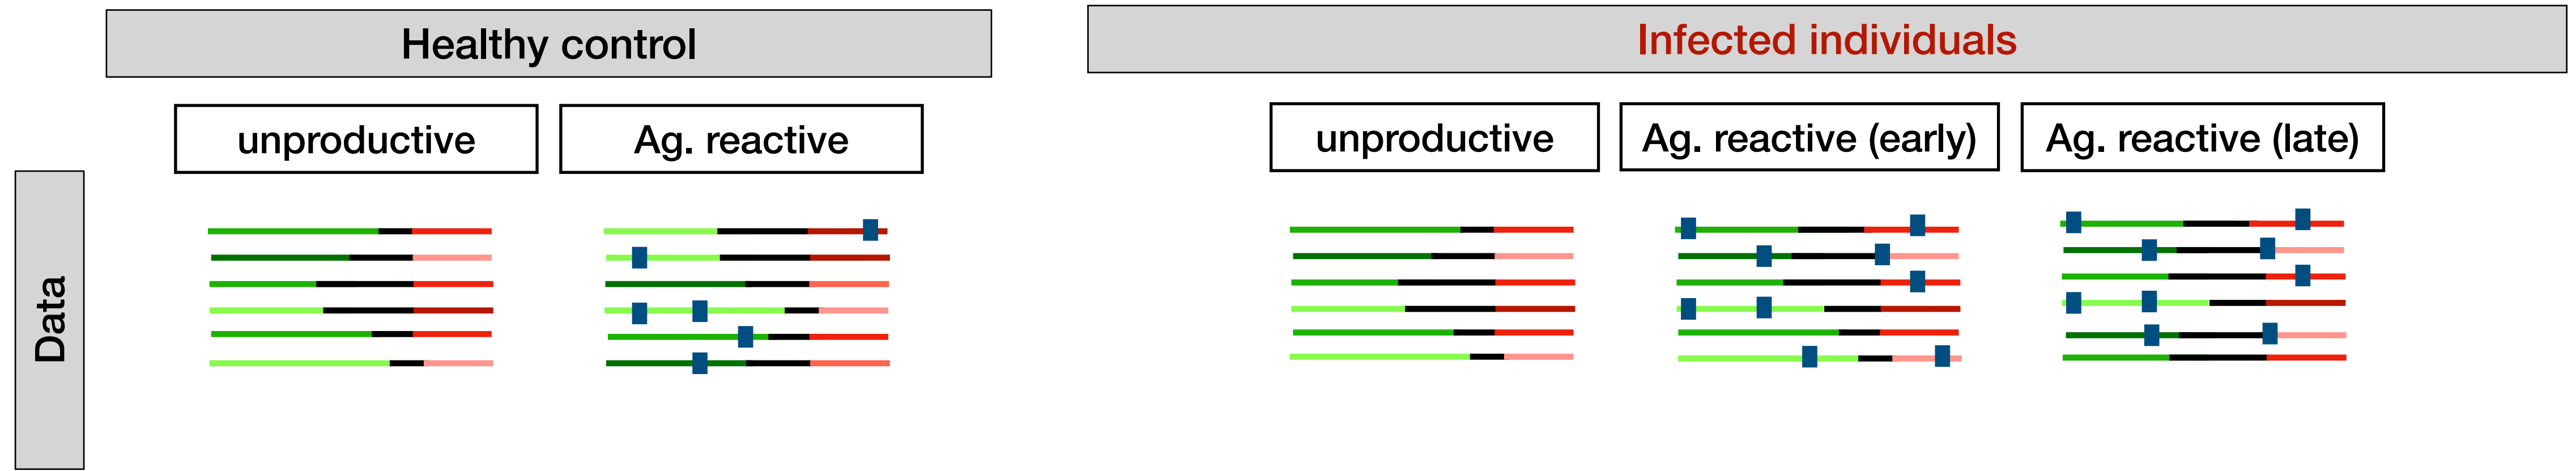 Healthy control
Infected individuals
unproductive
Ag. reactive
unproductive
Ag. reactive (early)
Ag. reactive (late)
Data